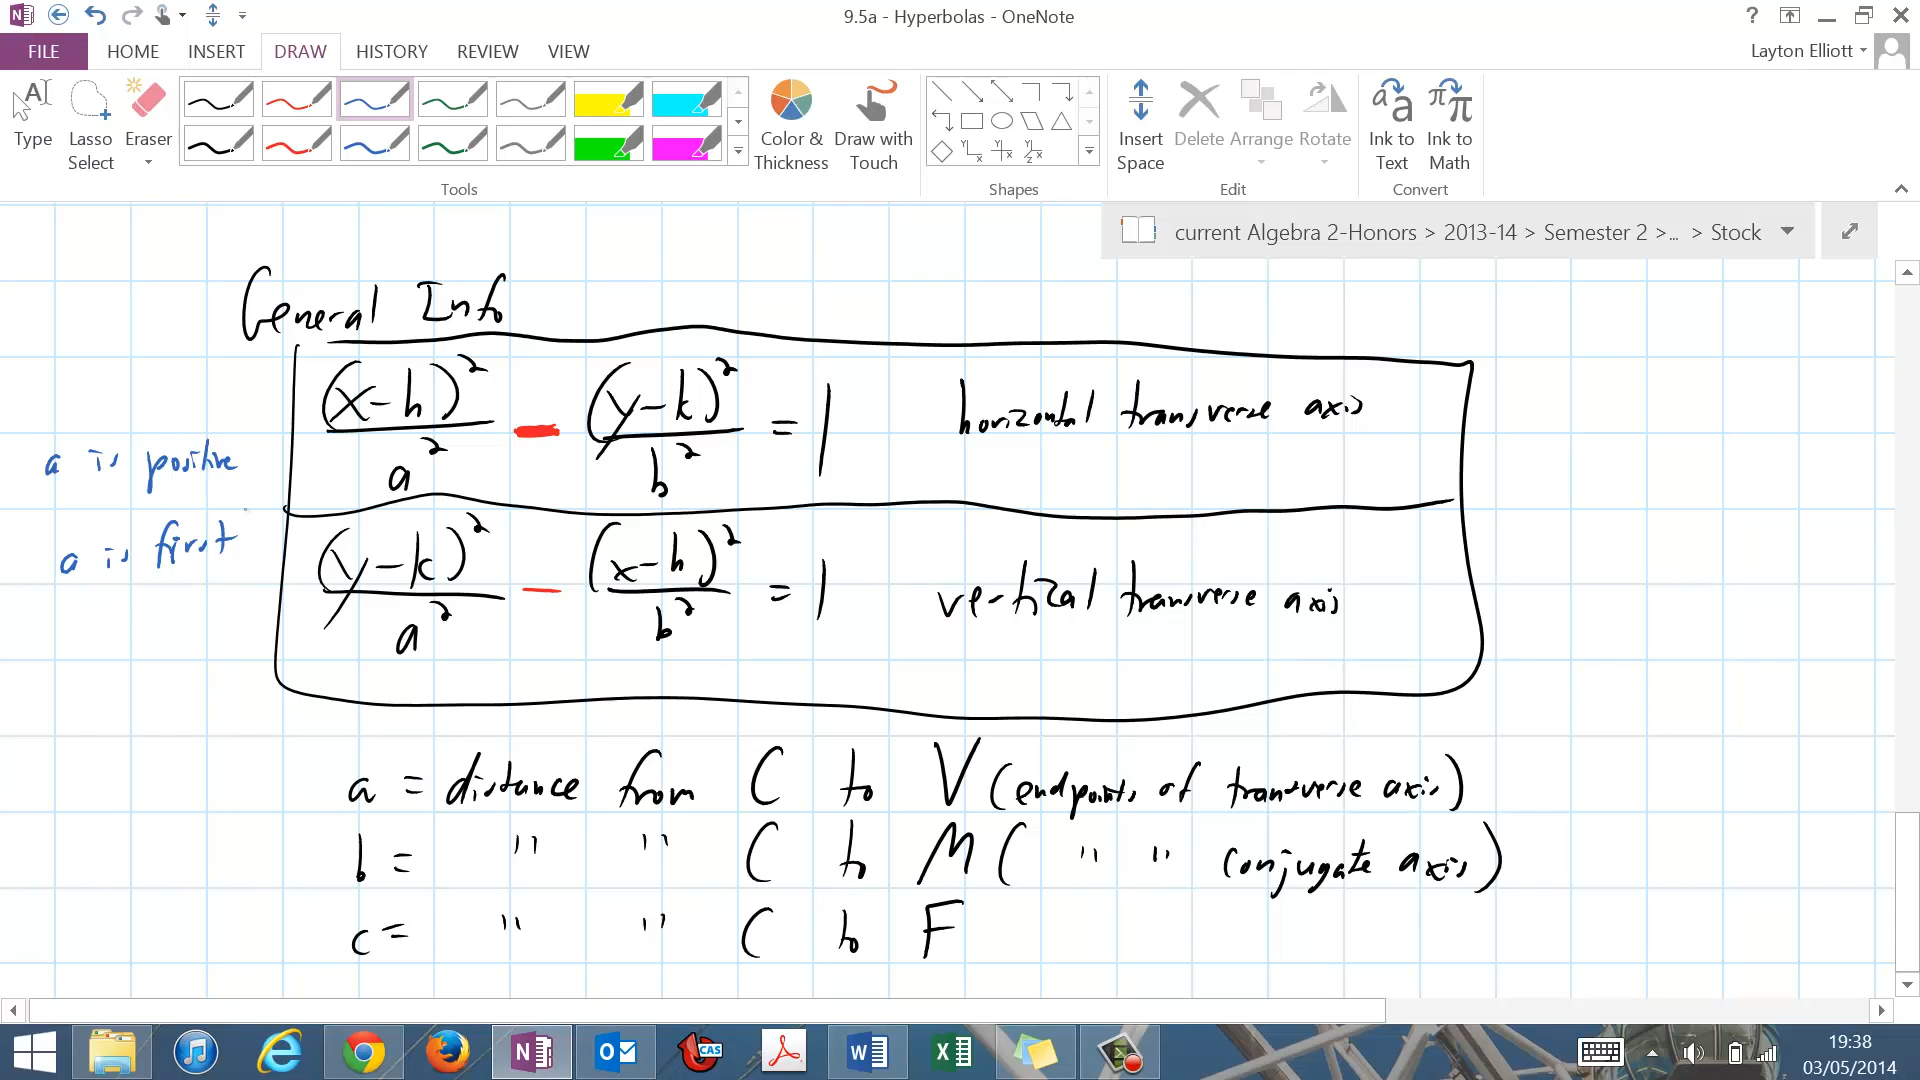 9.5a - Hyperbolas - OneNote
?
FILE HOME INSERT DRAW HISTORY REVIEW VIEW
Layton Elliott
Type
Lasso Select
Eraser
Color & Thickness
Draw with Touch
Insert Space
Delete
Arrange
Rotate
Ink to Text
Ink to Math
Tools
Shapes
Edit
Convert
current Algebra 2-Honors > 2013-14 > Semester 2 >... > Stock
General Info
(x-h)²/a² - (y-k)²/b² = 1 horizontal transverse axis
a is positive
a is first
(y-k)²/a² - (x-h)²/b² = 1 vertical transverse axis
a = distance from C to V (endpoints of transverse axis)
b = " " C to M ( " " conjugate axis)
c = " " C to F
CAS
19:38
03/05/2014